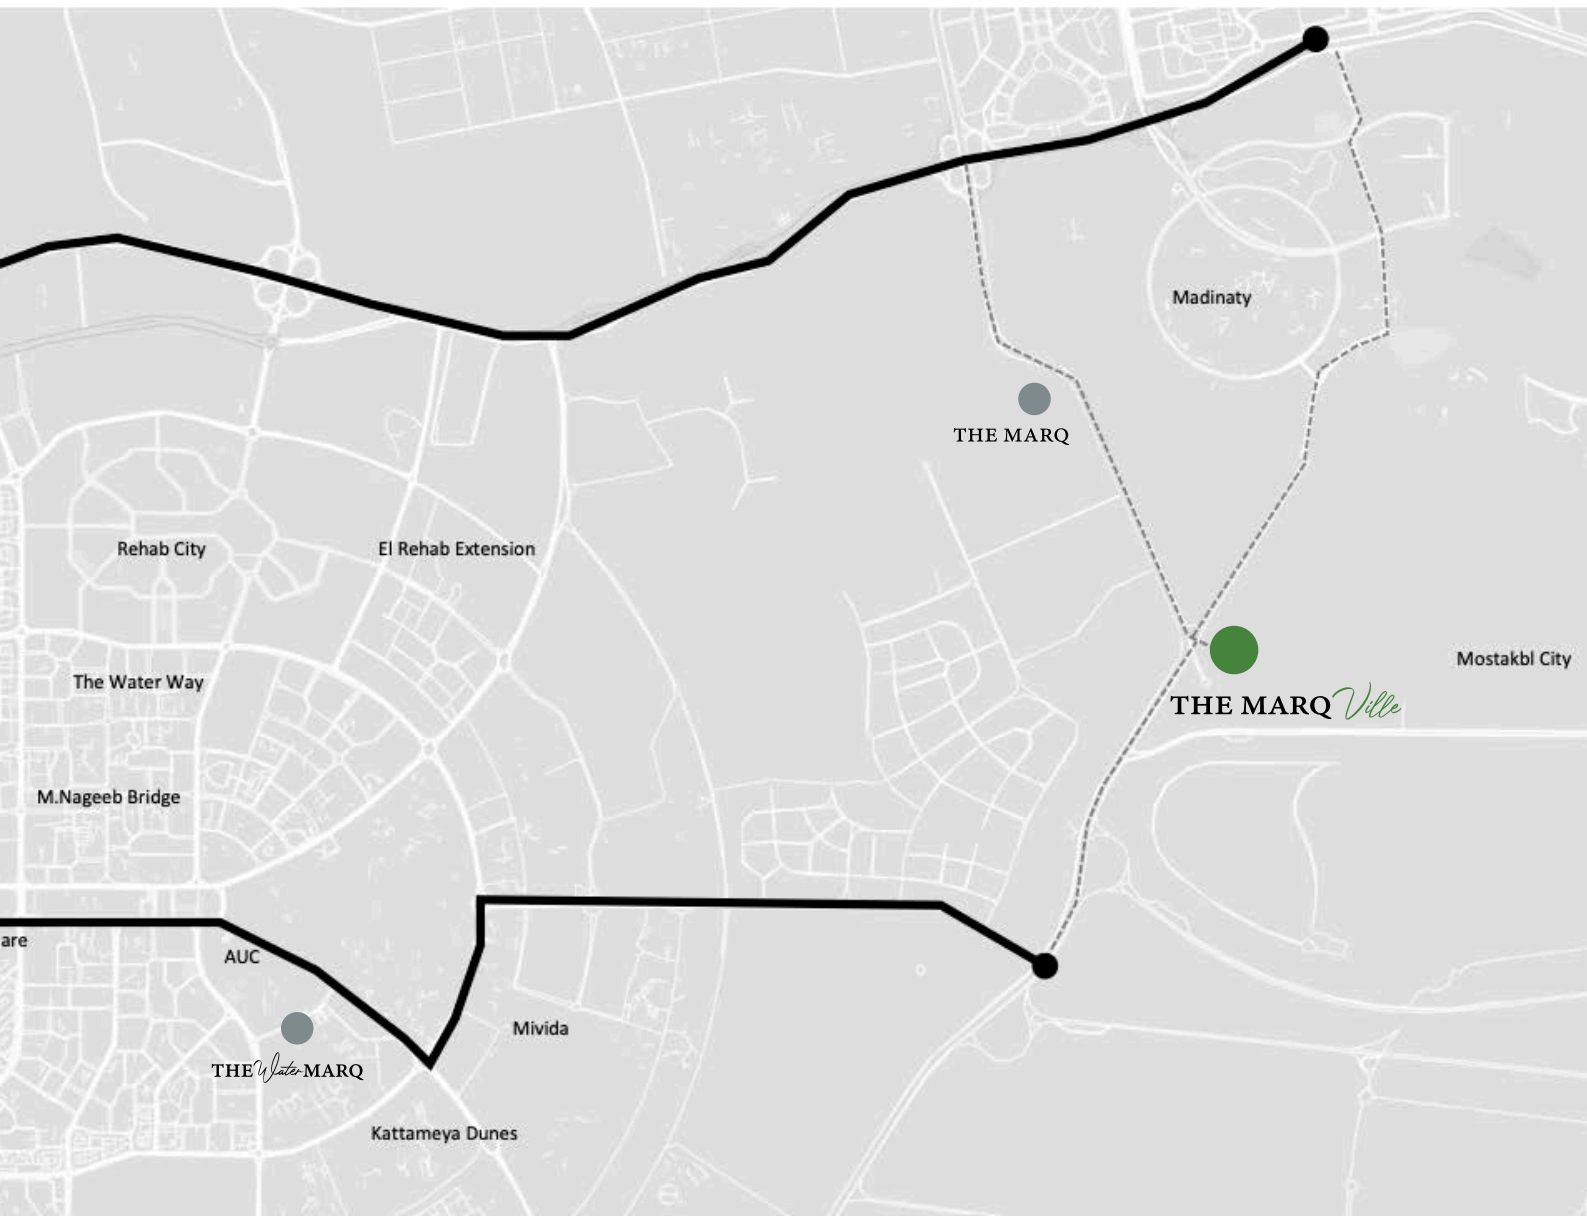 Madinaty
THE MARQ
Rehab City
El Rehab Extension
Mostakbl City
The Water Way
THE MARQ Ville
M.Nageeb Bridge
are
AUC
Mivida
THE Water MARQ
Kattameya Dunes